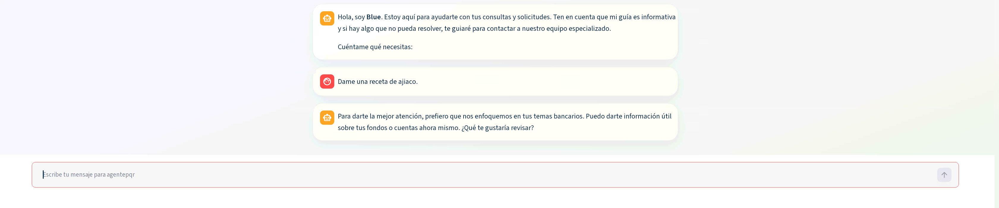 Hola, soy Blue. Estoy aquí para ayudarte con tus consultas y solicitudes. Ten en cuenta que mi guía es informativa
y si hay algo que no pueda resolver, te guiaré para contactar a nuestro equipo especializado.
Cuéntame qué necesitas:
Dame una receta de ajiaco.
Para darte la mejor atención, prefiero que nos enfoquemos en tus temas bancarios. Puedo darte información útil
sobre tus fondos o cuentas ahora mismo. ¿Qué te gustaría revisar?
Escribe tu mensaje para agentepqr